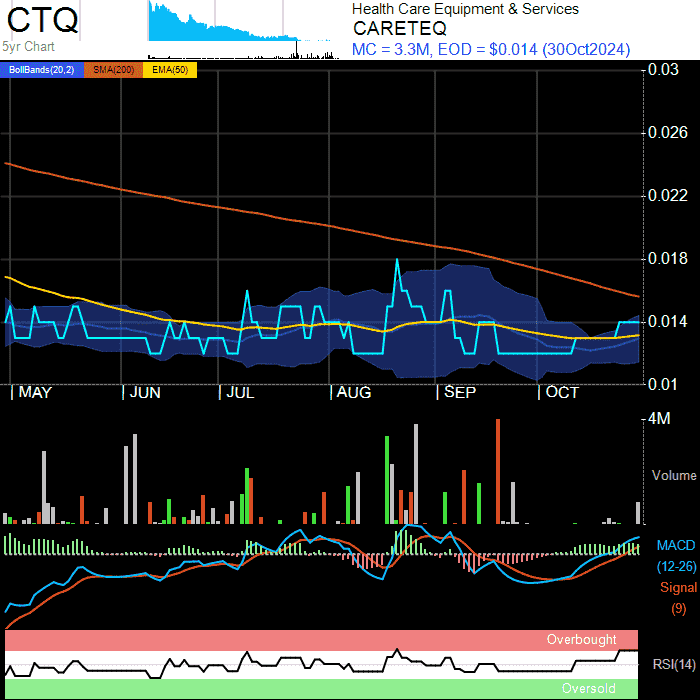 CTQ
5yr Chart
Health Care Equipment & Services
CARETEQ
MC = 3.3M, EOD = $0.014 (30Oct2024)
BollBands(20,2) SMA(200) EMA(50)
0.03
0.026
0.022
0.018
0.014
0.01
MAY JUN JUL AUG SEP OCT
4M
Volume
MACD
(12-26)
Signal
(9)
Overbought
RSI(14)
Oversold